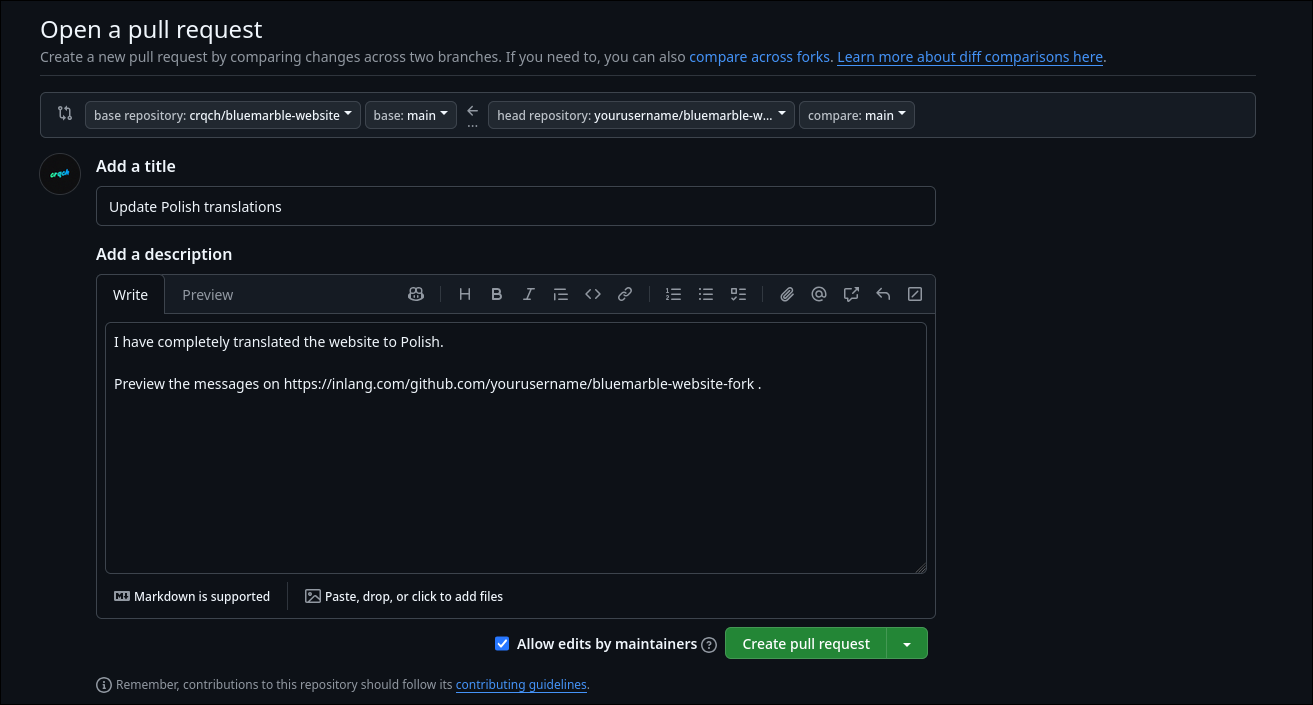 Open a pull request
Create a new pull request by comparing changes across two branches. If you need to, you can also compare across forks. Learn more about diff comparisons here.
base repository: crqch/bluemarble-website base: main ← ... head repository: yourusername/bluemarble-w... compare: main
crqch
Add a title
Update Polish translations
Add a description
Write Preview
I have completely translated the website to Polish.
Preview the messages on https://inlang.com/github.com/yourusername/bluemarble-website-fork .
Markdown is supported Paste, drop, or click to add files
Allow edits by maintainers Create pull request
Remember, contributions to this repository should follow its contributing guidelines.